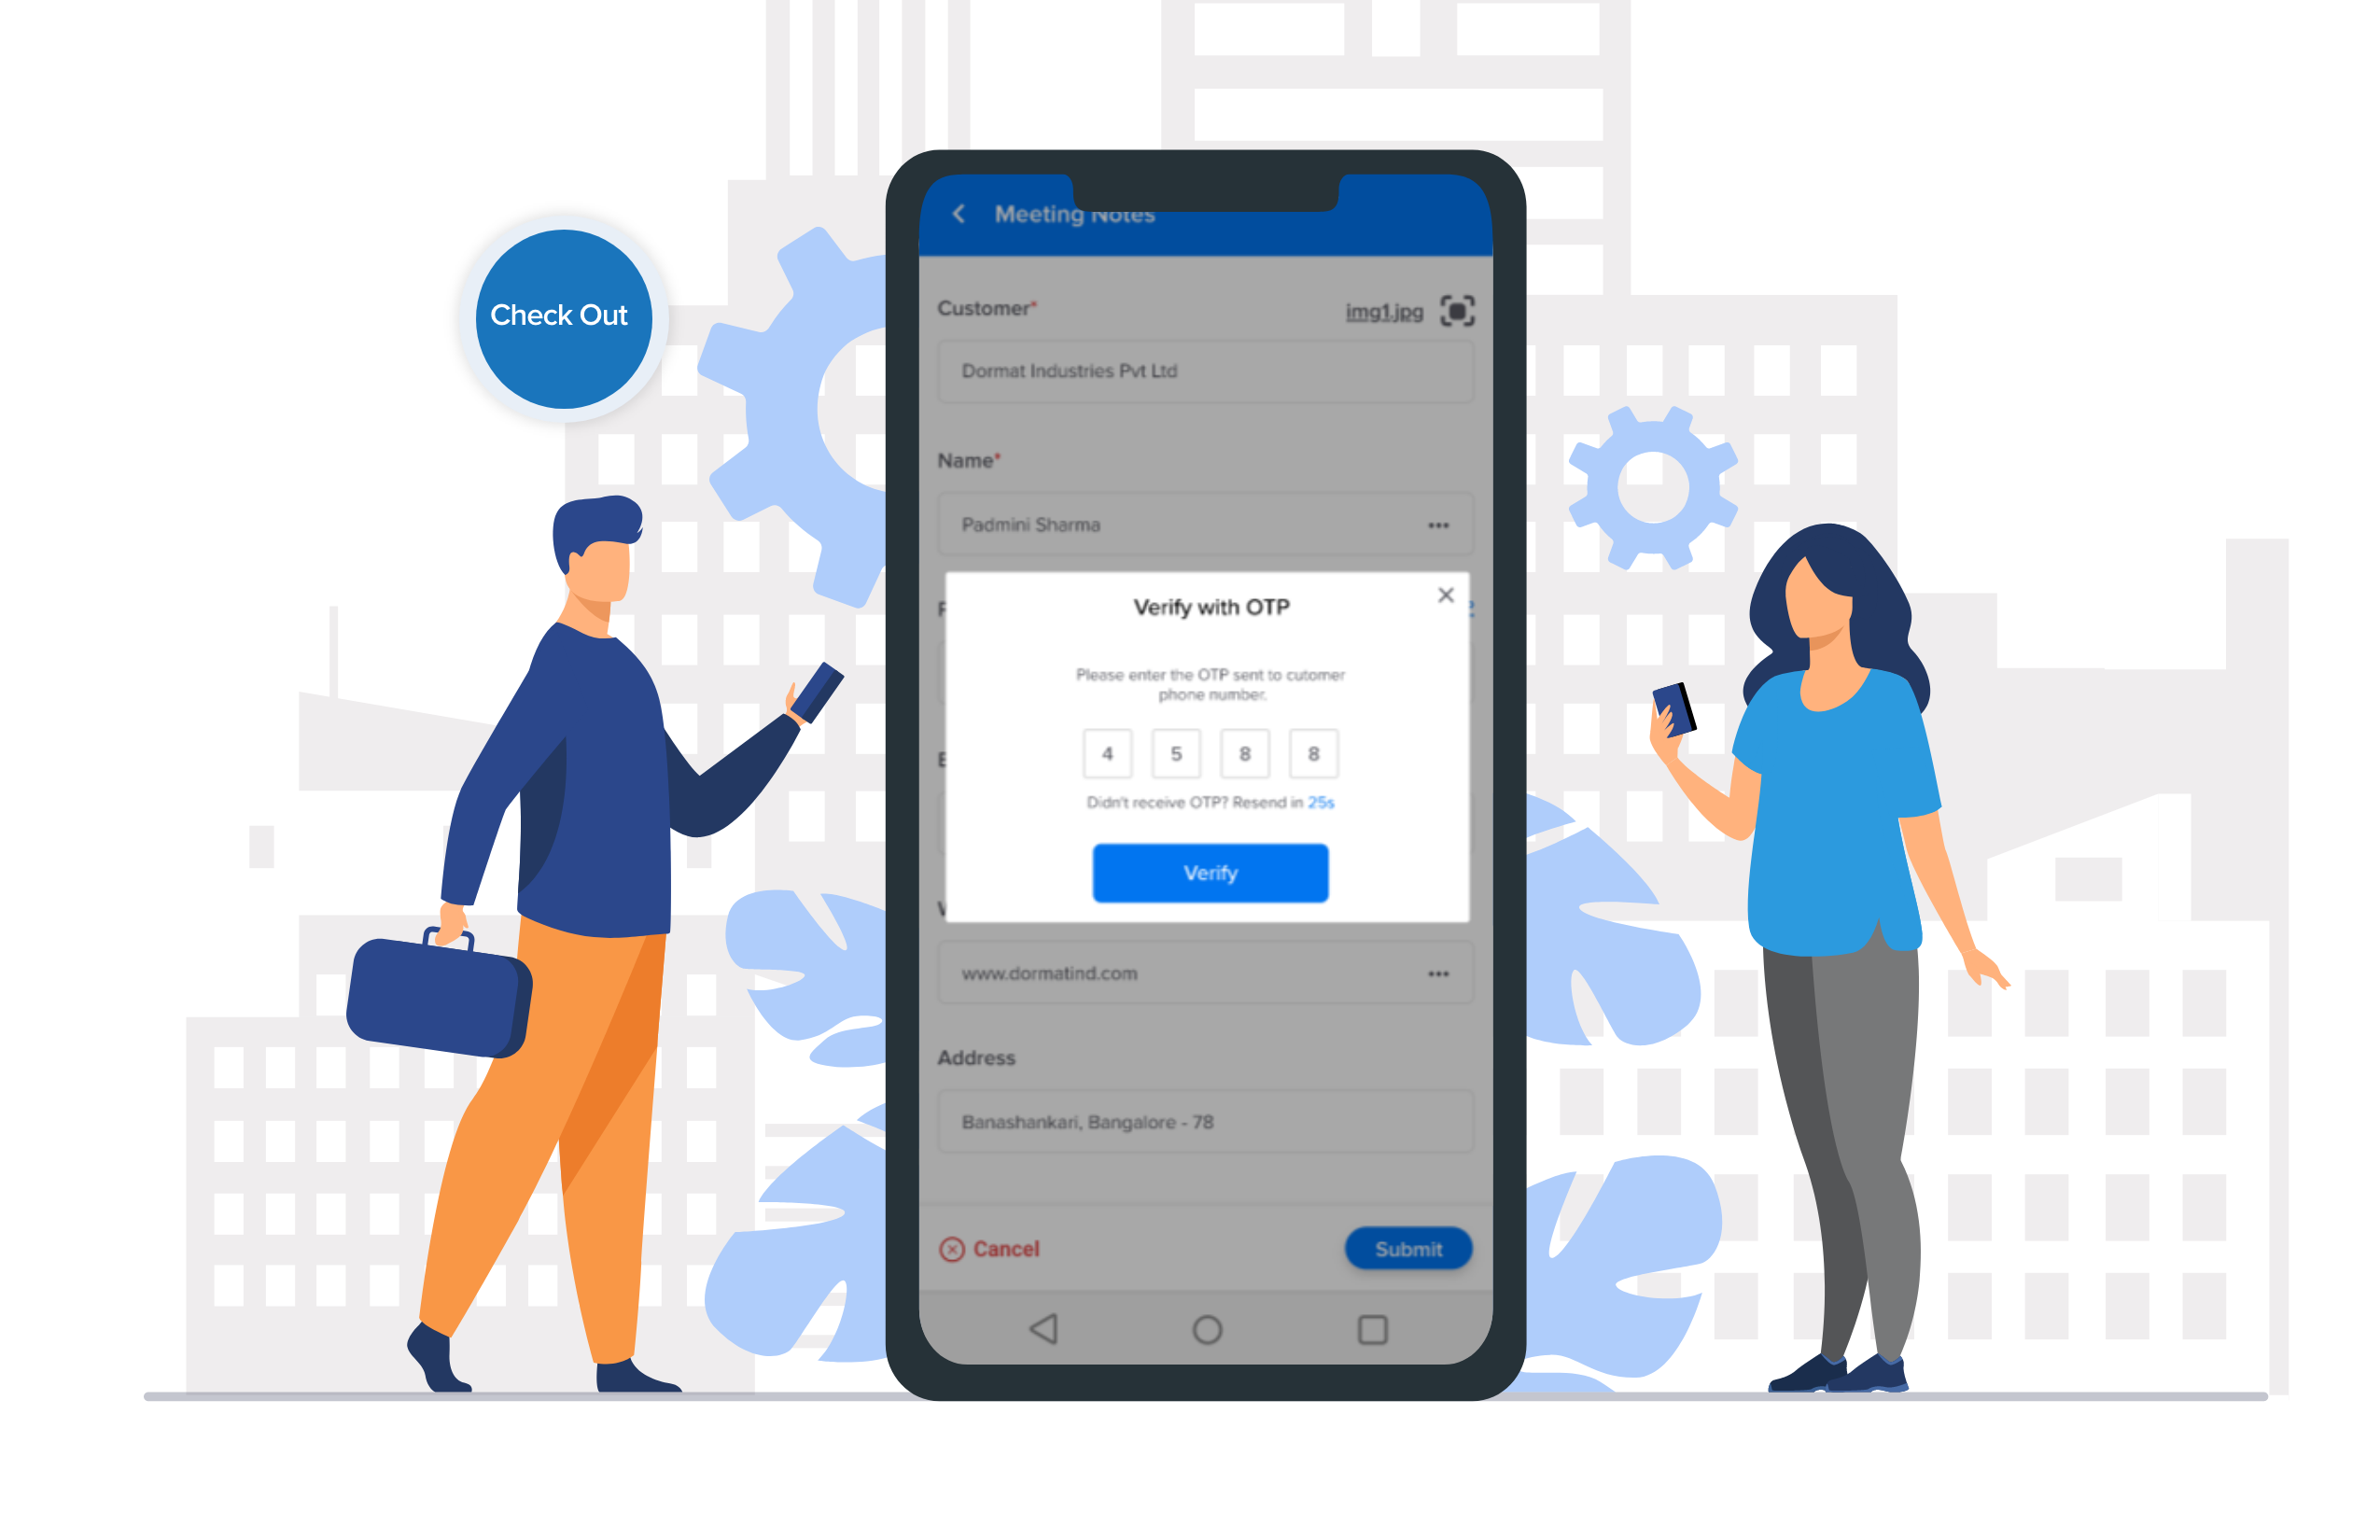 Check Out
Meeting Notes
Customer*
img1.jpg
Dormat Industries Pvt Ltd
Name*
Padmini Sharma
Verify with OTP
Please enter the OTP sent to cutomer
phone number.
4 5 8 8
Didn't receive OTP? Resend in 25s
Verify
www.dormatind.com
Address
Banashankari, Bangalore - 78
Cancel
Submit